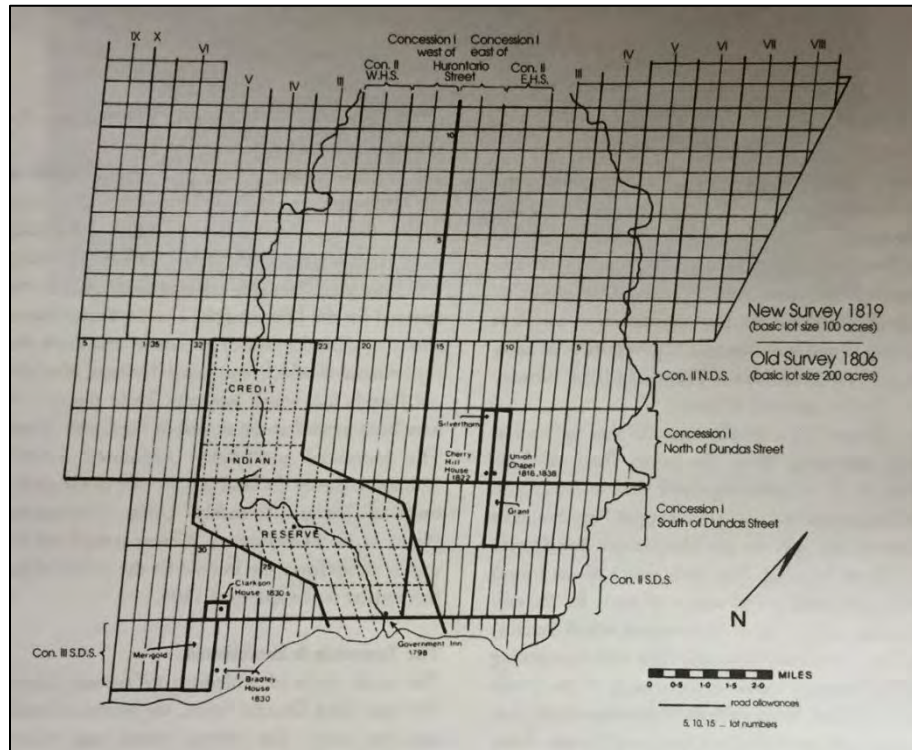 Concession I Concession I
west of east of
Hurontario
Street
Con. II
W.H.S.
Con. II
E.H.S.
IX X VI V IV III III IV V VI VII VIII
10
5
New Survey 1819
(basic lot size 100 acres)
Old Survey 1806
(basic lot size 200 acres)
5 1 35 32 23 20 15 10 5
Con. II N.D.S.
CREDIT
Silverthorn
Concession I
North of Dundas Street
INDIAN
Cherry
Hill
House
1822
Union
Chapel
1816, 1838
Grant
Concession I
South of Dundas Street
RESERVE
30
25
Con. II S.D.S.
Clarkson
House 1830's
N
Government Inn
1798
Con. III S.D.S.
Merigold
Bradley
House
1830
0 0·5 1·0 1·5 2·0 MILES
road allowances
5, 10, 15 ... lot numbers